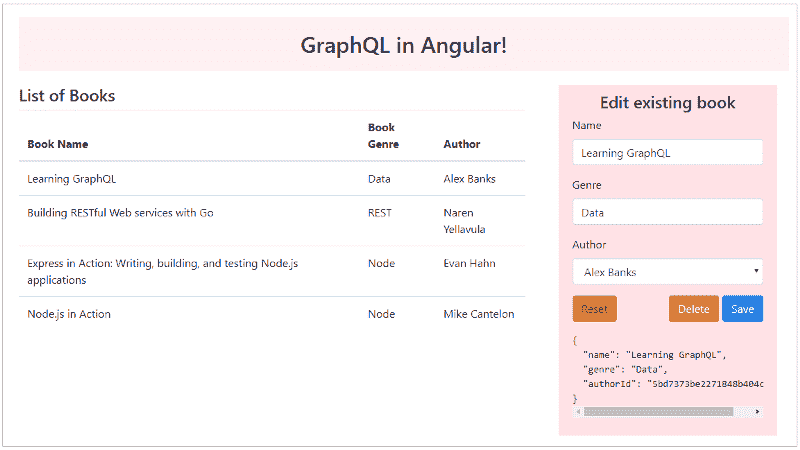 GraphQL in Angular!
List of Books
Book Name
Book
Genre
Author
Learning GraphQL
Data
Alex Banks
Building RESTful Web services with Go
REST
Naren
Yellavula
Express in Action: Writing, building, and testing Node.js
applications
Node
Evan Hahn
Node.js in Action
Node
Mike Cantelon
Edit existing book
Name
Learning GraphQL
Genre
Data
Author
Alex Banks
Reset
Delete
Save
{
"name": "Learning GraphQL",
"genre": "Data",
"authorId": "5bd7373be2271848b404c
}